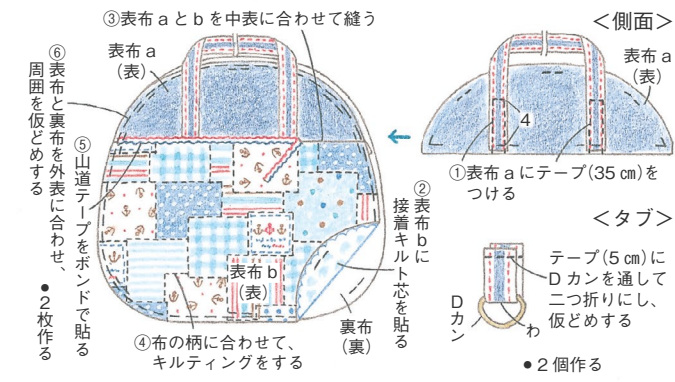 ＜側面＞
表布ａ
（表）
4
①表布ａにテープ(35㎝)を
つける
②表布ｂに
接着キルト芯を貼る
③表布ａとｂを中表に合わせて縫う
表布ａ
（表）
表布ｂ
（表）
裏布
（裏）
④布の柄に合わせて、
キルティングをする
⑤山道テープをボンドで貼る
⑥表布と裏布を外表に合わせ、
周囲を仮どめする
●2枚作る
＜タブ＞
テープ(5㎝)に
Ｄカンを通して
二つ折りにし、
仮どめする
Ｄカン
わ
●2個作る